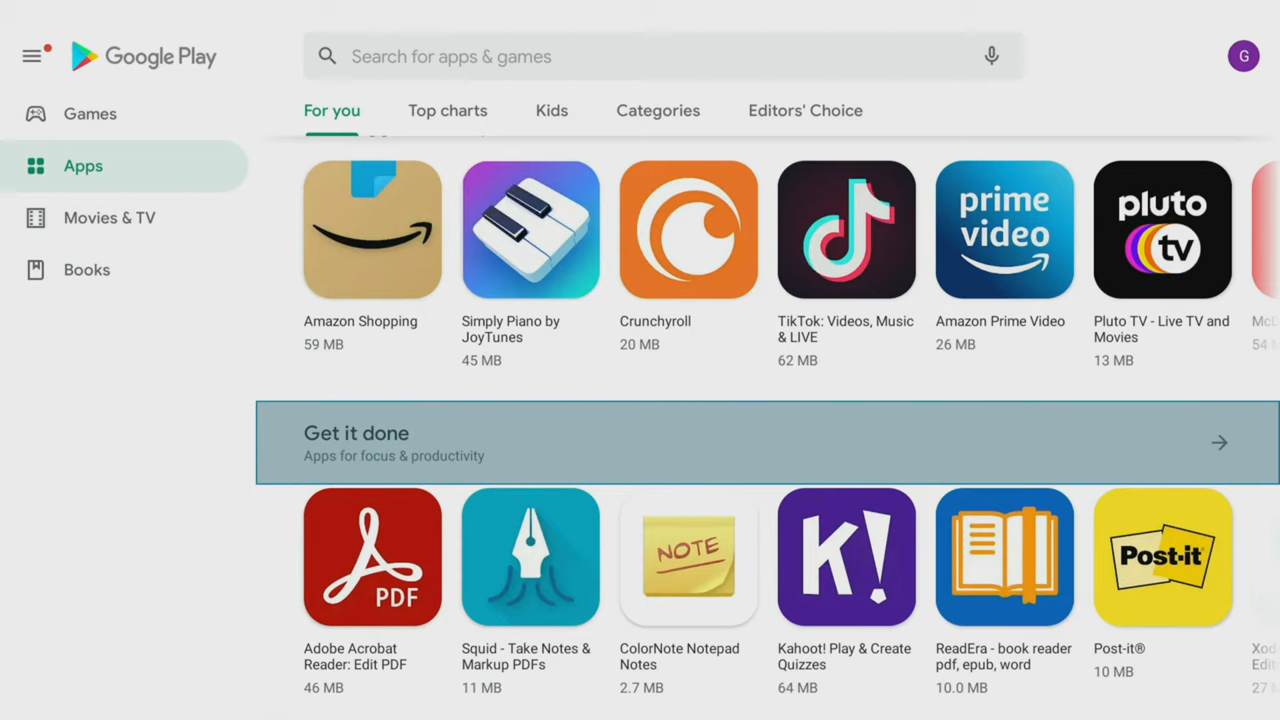 Google Play
Search for apps & games
G
Games
Apps
Movies & TV
Books
For you
Top charts
Kids
Categories
Editors' Choice
prime
video
pluto
tv
Amazon Shopping
59 MB
Simply Piano by
JoyTunes
45 MB
Crunchyroll
20 MB
TikTok: Videos, Music
& LIVE
62 MB
Amazon Prime Video
26 MB
Pluto TV - Live TV and
Movies
13 MB
54
Get it done
Apps for focus & productivity
PDF
NOTE
K!
Post-it
Adobe Acrobat
Reader: Edit PDF
46 MB
Squid - Take Notes &
Markup PDFs
11 MB
ColorNote Notepad
Notes
2.7 MB
Kahoot! Play & Create
Quizzes
64 MB
ReadEra - book reader
pdf, epub, word
10.0 MB
Post-it®
10 MB
27